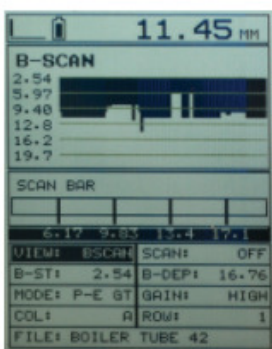 11.45 MM
B-SCAN
2.54
5.97
9.40
12.8
16.2
19.7
SCAN BAR
6.17 9.83 13.4 17.1
VIEW: BSCAN SCAN: OFF
B-ST: 2.54 B-DEP: 16.76
MODE: P-E GT GAIN: HIGH
COL: A ROW: 1
FILE: BOILER TUBE 42